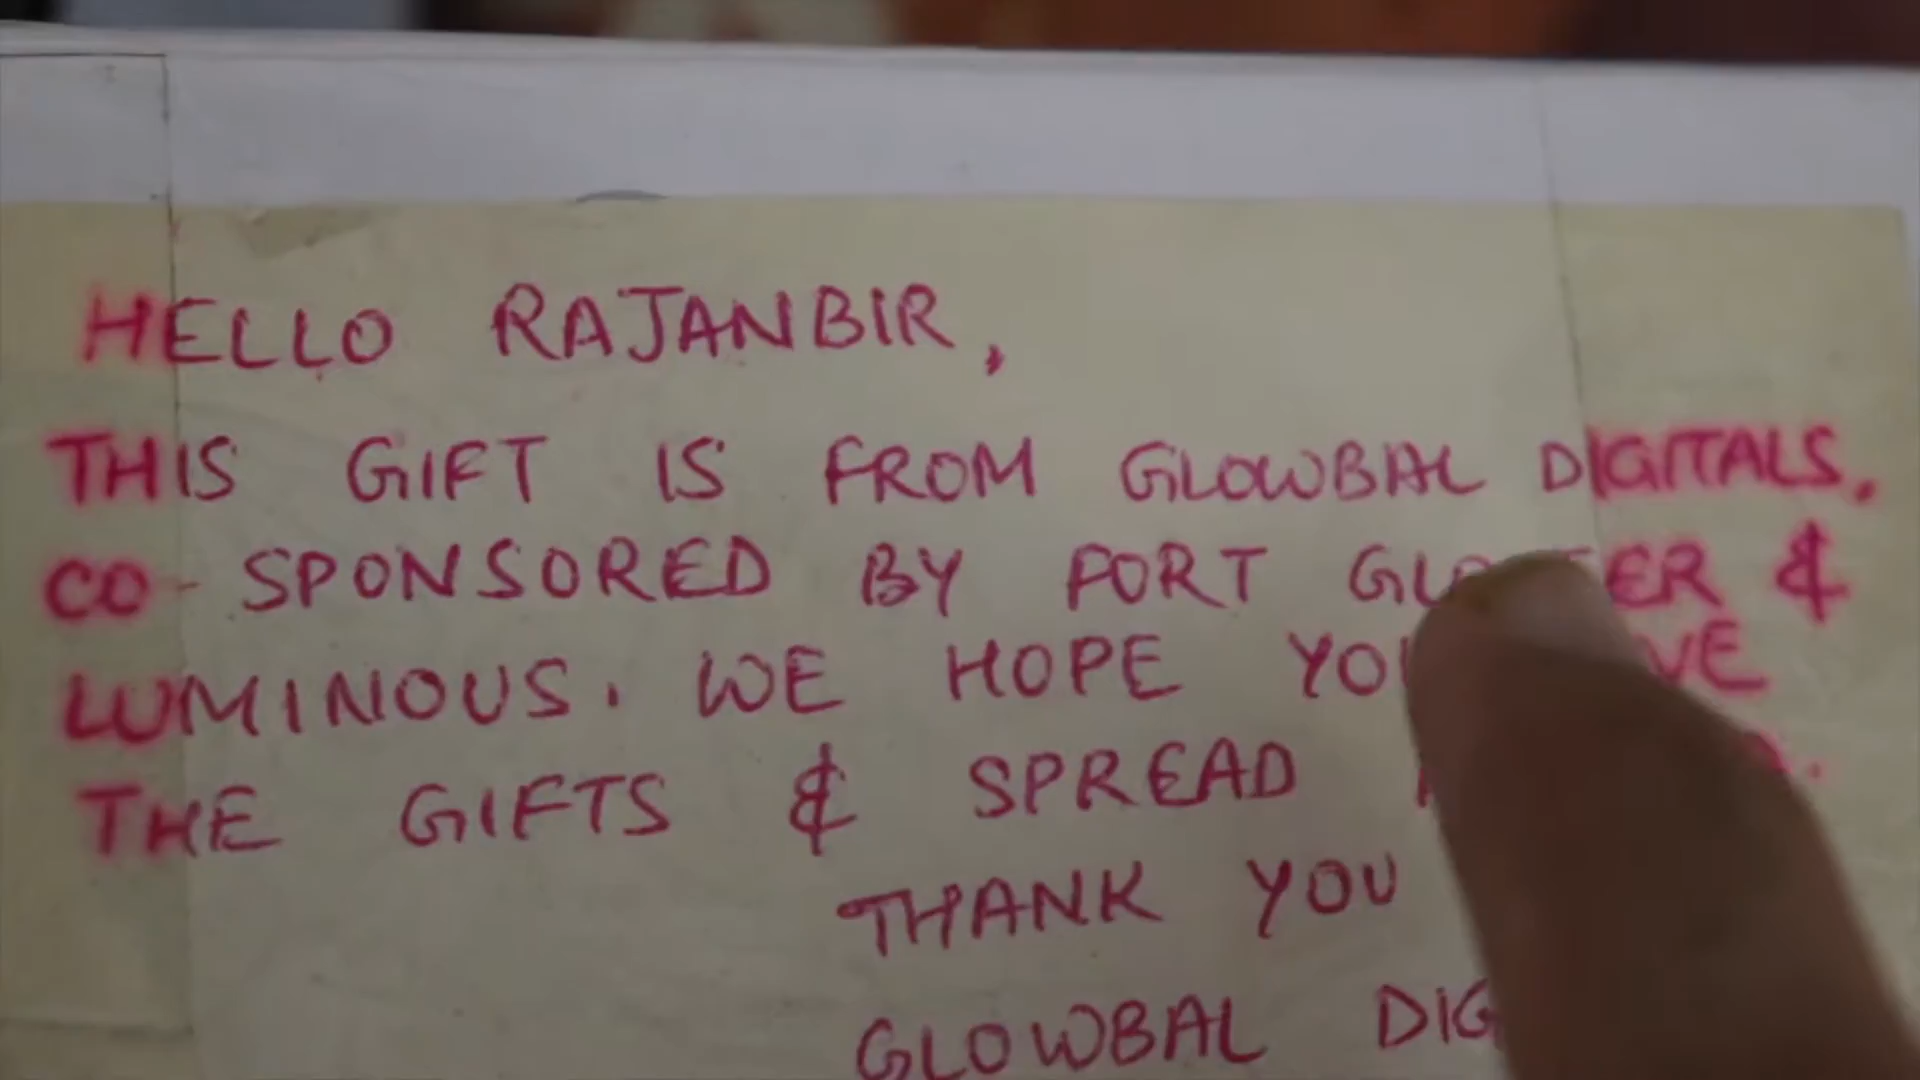 HELLO RAJANBIR,
THIS GIFT IS FROM GLOWBAL DIGITALS.
CO-SPONSORED BY FORT &
LUMINOUS. WE HOPE
THE GIFTS & SPREAD
THANK YOU
GLOWBAL